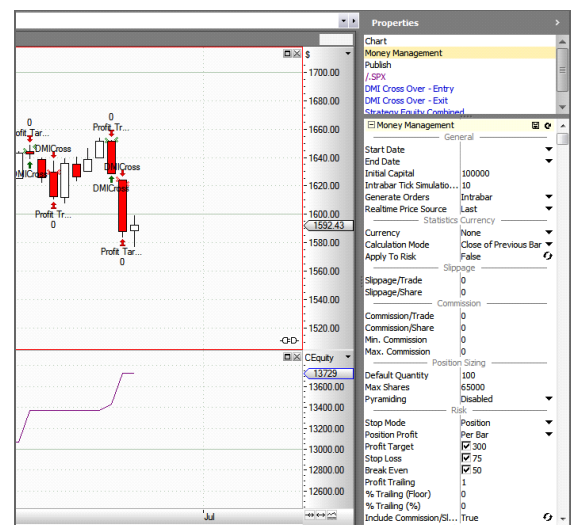 Properties
Chart
Money Management
Publish
/.SPX
DMI Cross Over - Entry
DMI Cross Over - Exit
Strategy Equity Combined
Money Management
General
Start Date
End Date
Initial Capital 100000
Intrabar Tick Simulatio... 10
Generate Orders Intrabar
Realtime Price Source Last
Statistics Currency
Currency None
Calculation Mode Close of Previous Bar
Apply To Risk False
Slippage
Slippage/Trade 0
Slippage/Share 0
Commission
Commission/Trade 0
Commission/Share 0
Min. Commission 0
Max. Commission 0
Position Sizing
Default Quantity 100
Max Shares 65000
Pyramiding Disabled
Risk
Stop Mode Position
Position Profit Per Bar
Profit Target 300
Stop Loss 75
Break Even 50
Profit Trailing 1
% Trailing (Floor) 0
% Trailing (%) 0
Include Commission/Sl... True
$
1700.00
1680.00
1660.00
1640.00
1620.00
1600.00
1592.43
1580.00
1560.00
1540.00
1520.00
0
0
Profit Tr...
DMICross
DMICross
DMICross
Profit Tr...
0
Profit Tar...
0
CEquity
13729
13600.00
13400.00
13200.00
13000.00
12800.00
12600.00
Jul